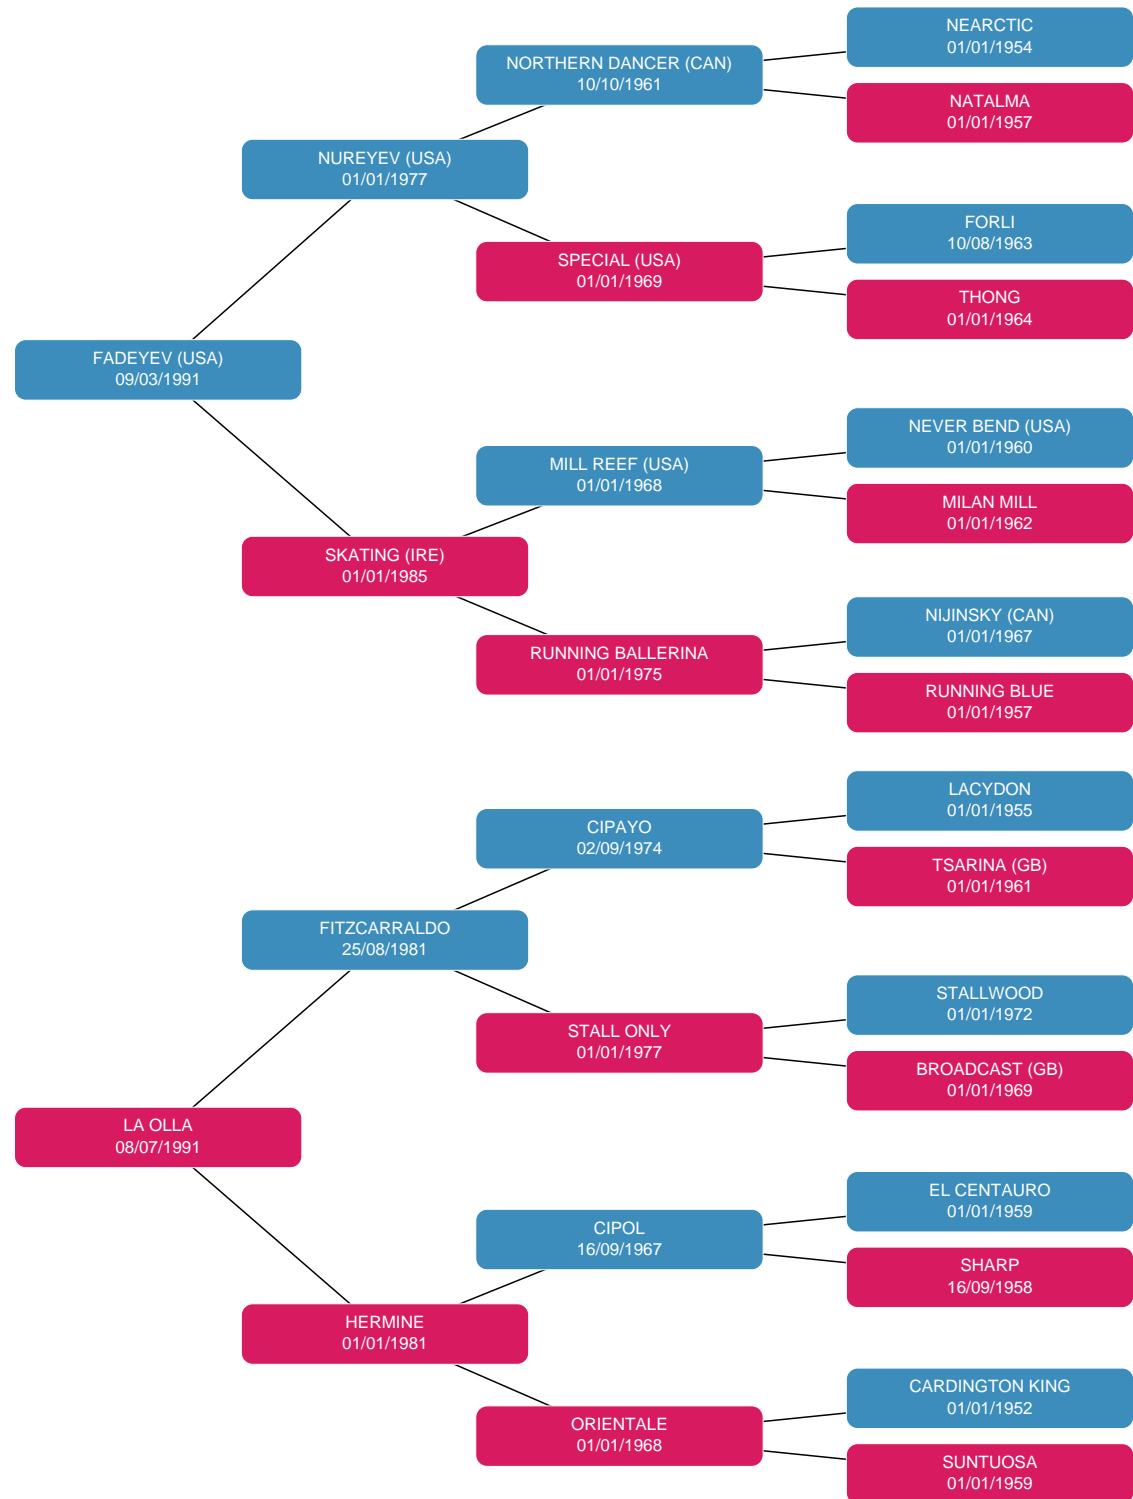 NEARCTIC
01/01/1954
NORTHERN DANCER (CAN)
10/10/1961
NATALMA
01/01/1957
NUREYEV (USA)
01/01/1977
FORLI
10/08/1963
SPECIAL (USA)
01/01/1969
THONG
01/01/1964
FADEYEV (USA)
09/03/1991
NEVER BEND (USA)
01/01/1960
MILL REEF (USA)
01/01/1968
MILAN MILL
01/01/1962
SKATING (IRE)
01/01/1985
NIJINSKY (CAN)
01/01/1967
RUNNING BALLERINA
01/01/1975
RUNNING BLUE
01/01/1957
LACYDON
01/01/1955
CIPAYO
02/09/1974
TSARINA (GB)
01/01/1961
FITZCARRALDO
25/08/1981
STALLWOOD
01/01/1972
STALL ONLY
01/01/1977
BROADCAST (GB)
01/01/1969
LA OLLA
08/07/1991
EL CENTAURO
01/01/1959
CIPOL
16/09/1967
SHARP
16/09/1958
HERMINE
01/01/1981
CARDINGTON KING
01/01/1952
ORIENTALE
01/01/1968
SUNTUOSA
01/01/1959